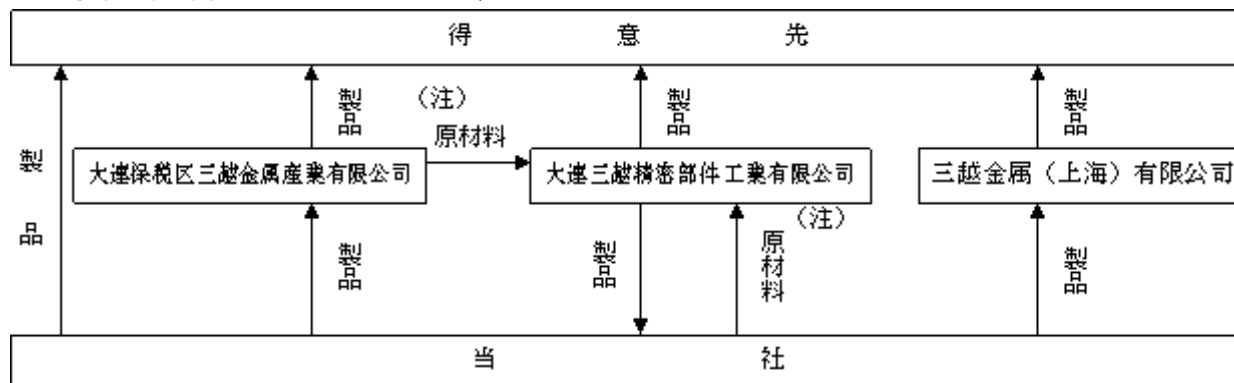 得意先
製品
製品
製品
(注)
原材料
製品
大連保税区三越金属産業有限公司
大連三越精密部件工業有限公司
三越金属(上海)有限公司
(注)
製品
製品
原材料
製品
当社